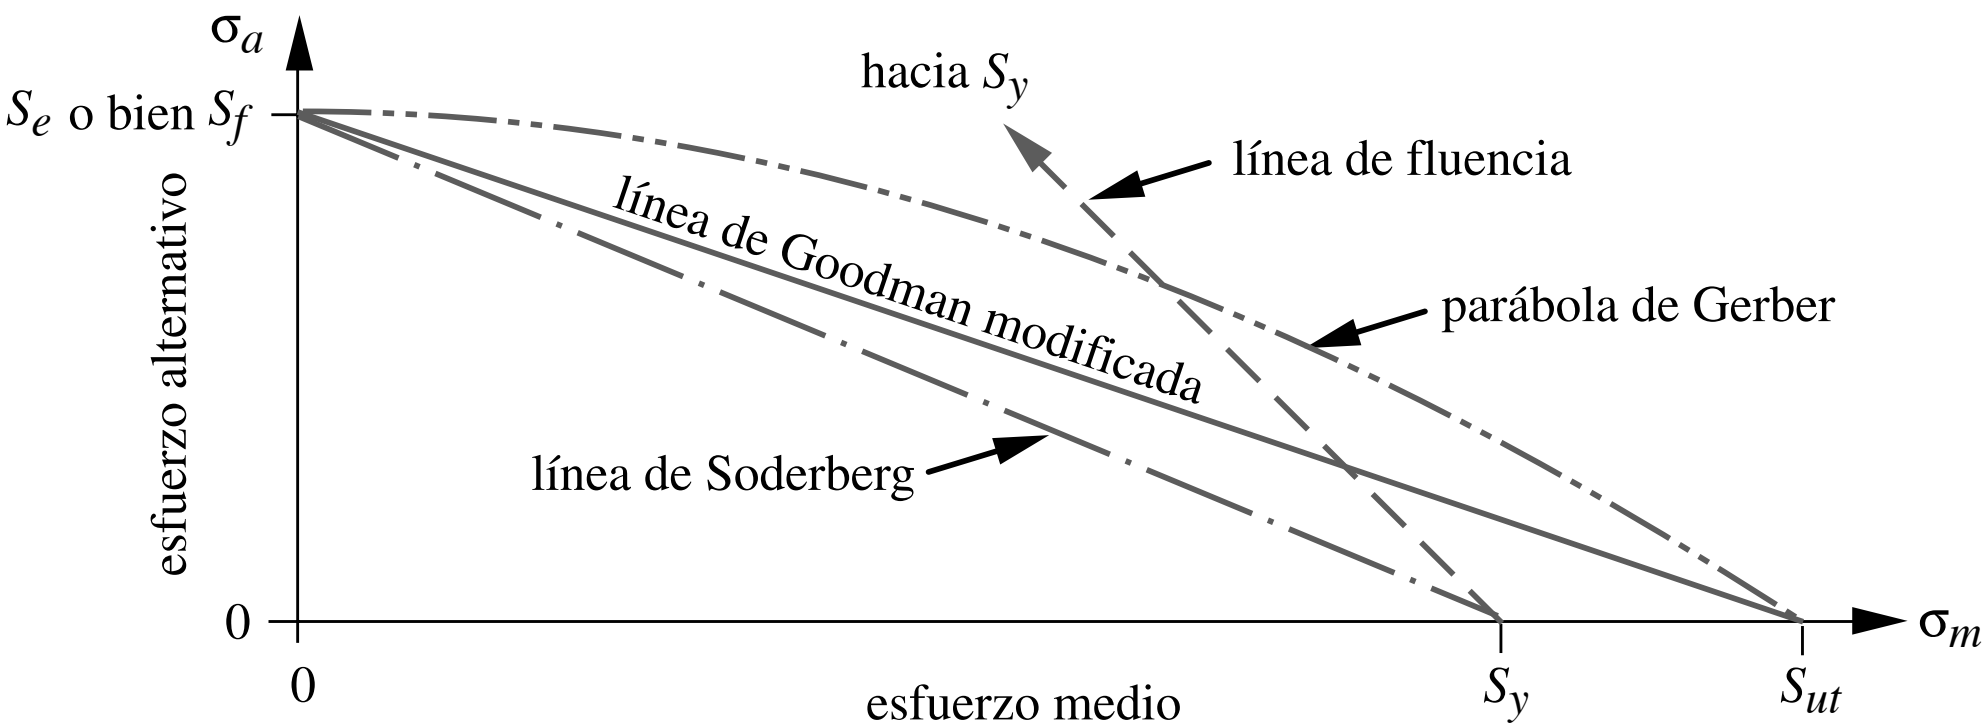 σa
hacia Sy
Se o bien Sf
línea de fluencia
línea de Goodman modificada
esfuerzo alternativo
parábola de Gerber
línea de Soderberg
0
σm
0
esfuerzo medio
Sy
Sut